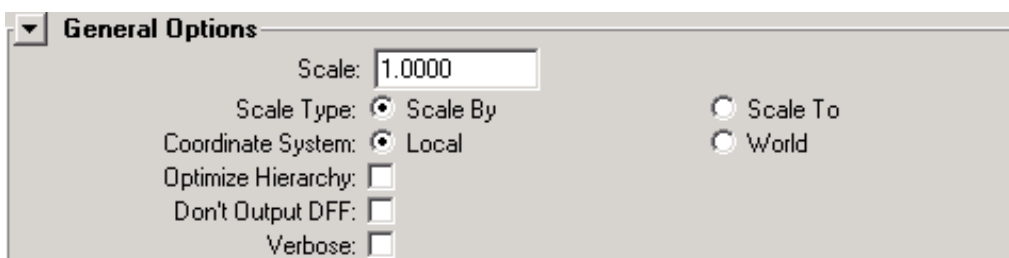 General Options
Scale: 1.0000
Scale Type: Scale By Scale To
Coordinate System: Local World
Optimize Hierarchy:
Don't Output DFF:
Verbose: